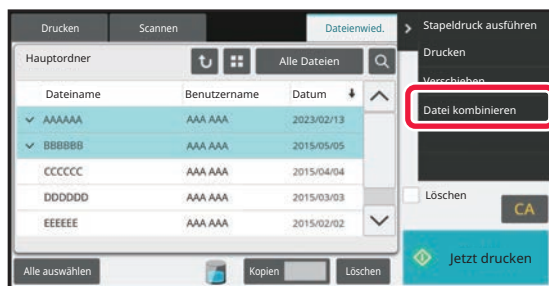 Drucken Scannen Dateienwied.
Hauptordner Alle Dateien
Dateiname Benutzername Datum
AAAAAA AAA AAA 2023/02/13
BBBBBB AAA AAA 2015/05/05
CCCCCC AAA AAA 2015/04/04
DDDDDD AAA AAA 2015/03/03
EEEEEE AAA AAA 2015/02/02
Alle auswählen Kopien Löschen
Stapeldruck ausführen
Drucken
Verschieben
Datei kombinieren
Löschen
CA
Jetzt drucken